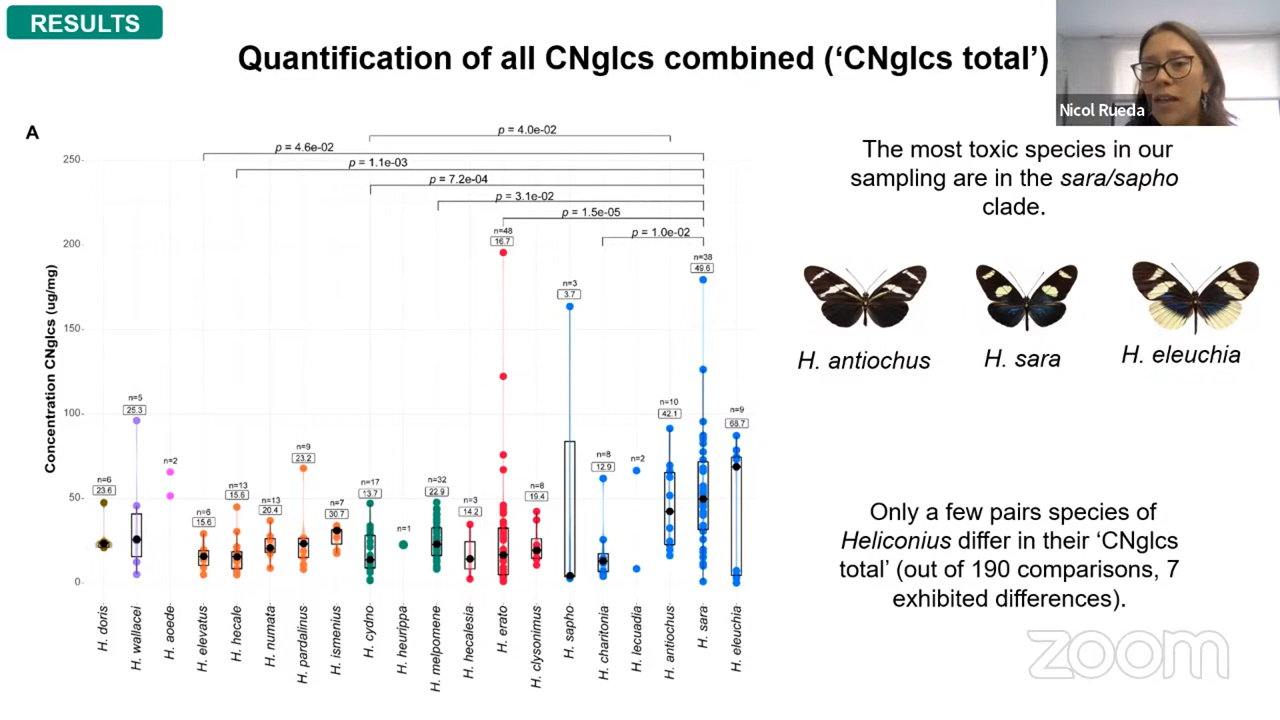 RESULTS
Quantification of all CNglcs combined (‘CNglcs total’)
Nicol Rueda
A
Concentration CNglcs (ug/mg)
250
200
150
100
50
0
p = 4.0e-02
p = 4.6e-02
p = 1.1e-03
p = 7.2e-04
p = 3.1e-02
p = 1.5e-05
p = 1.0e-02
n=6
23.6
n=5
25.3
n=2
n=6
15.6
n=13
15.6
n=13
20.4
n=9
23.2
n=7
30.7
n=17
13.7
n=1
n=32
22.9
n=3
14.2
n=48
16.7
n=8
19.4
n=3
3.7
n=8
12.9
n=2
n=10
42.1
n=38
49.6
n=9
68.7
H. doris
H. wallacei
H. aoede
H. elevatus
H. hecale
H. numata
H. pardalinus
H. ismenius
H. cydno
H. heurippa
H. melpomene
H. hecalesia
H. erato
H. clysonimus
H. sapho
H. charitonia
H. lecuadia
H. antiochus
H. sara
H. eleuchia
The most toxic species in our
sampling are in the sara/sapho
clade.
H. antiochus
H. sara
H. eleuchia
Only a few pairs species of
Heliconius differ in their ‘CNglcs
total’ (out of 190 comparisons, 7
exhibited differences).
zoom